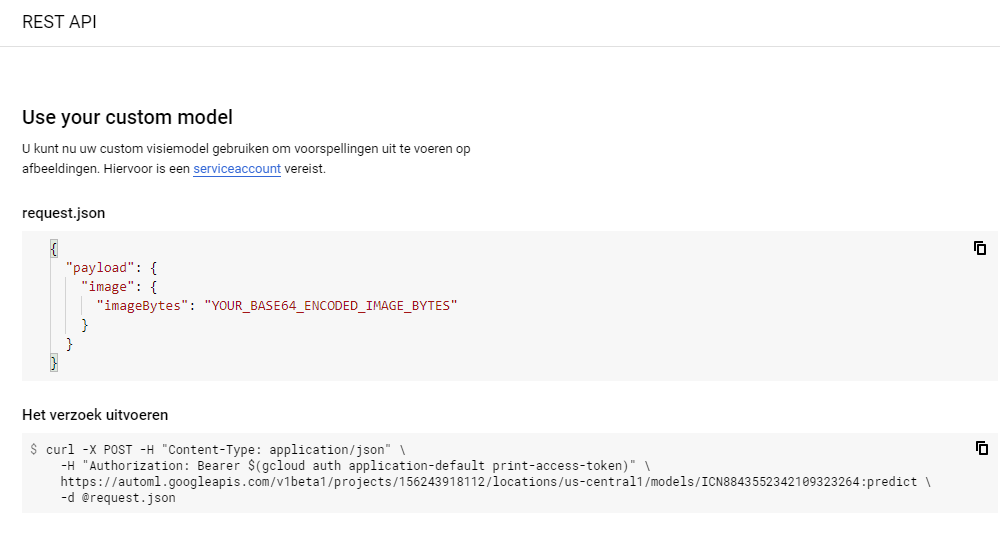 REST API
Use your custom model
U kunt nu uw custom visiemodel gebruiken om voorspellingen uit te voeren op
afbeeldingen. Hiervoor is een serviceaccount vereist.
request.json
{
"payload": {
"image": {
"imageBytes": "YOUR_BASE64_ENCODED_IMAGE_BYTES"
}
}
}
Het verzoek uitvoeren
$ curl -X POST -H "Content-Type: application/json" \
-H "Authorization: Bearer $(gcloud auth application-default print-access-token)" \
https://automl.googleapis.com/v1beta1/projects/156243918112/locations/us-central1/models/ICN8843552342109323264:predict \
-d @request.json